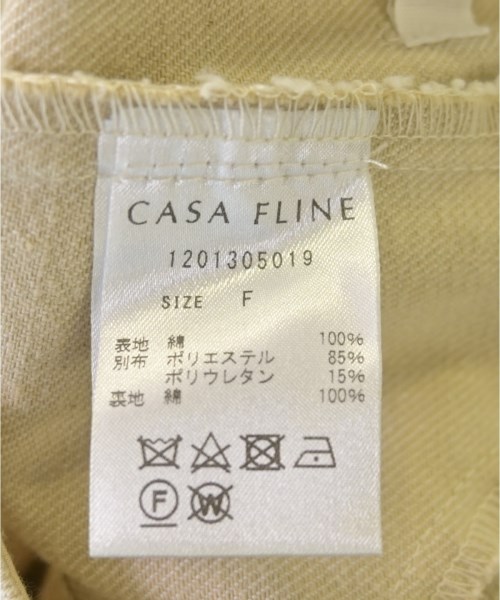 CASA FLINE
1201305019
SIZE F
表地 綿 100%
別布 ポリエステル 85%
ポリウレタン 15%
裏地 綿 100%
F W